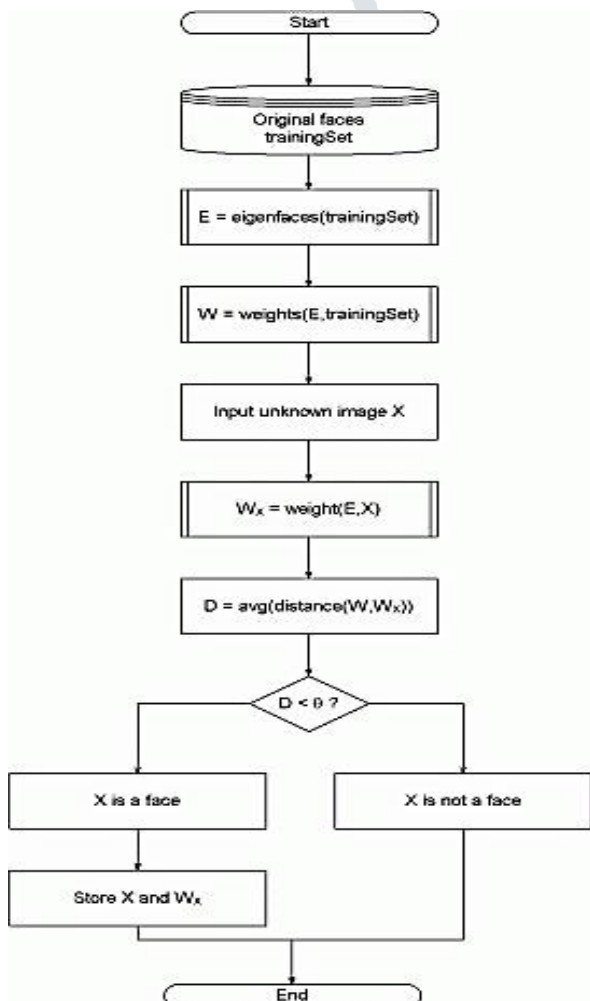 Start
Original faces
trainingSet
E = eigenfaces(trainingSet)
W = weights(E,trainingSet)
Input unknown image X
Wₓ = weight(E,X)
D = avg(distance(W,Wₓ))
D < θ ?
X is a face
X is not a face
Store X and Wₓ
End